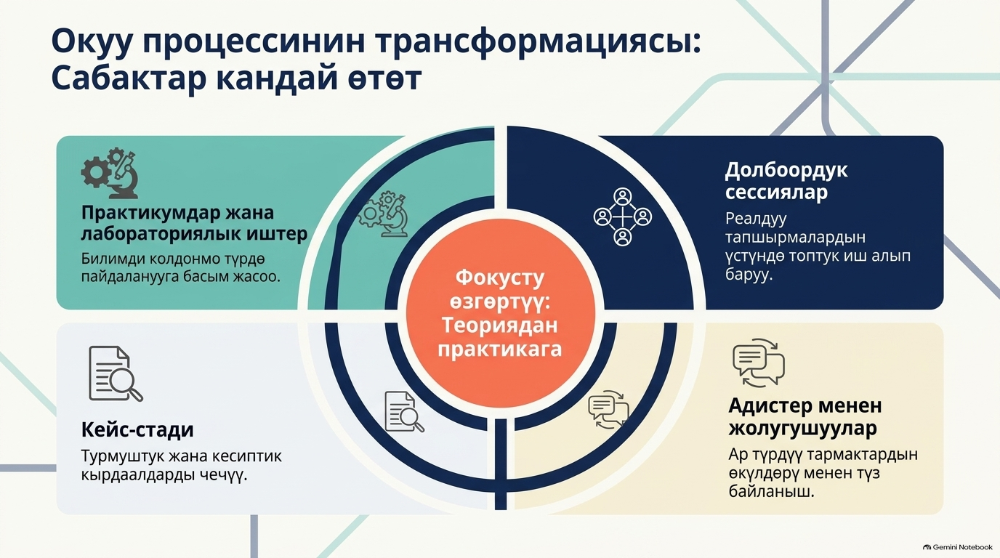 Окуу процессинин трансформациясы:
Сабактар кандай өтөт
Практикумдар жана
лабораториялык иштер
Билимди колдонмо түрдө
пайдаланууга басым жасоо.
Долбоордук
сессиялар
Реалдуу
тапшырмалардын
үстүндө топтук иш алып
баруу.
Фокусту
өзгөртүү:
Теориядан
практикага
Кейс-стади
Турмуштук жана кесиптик
кырдаалдарды чечүү.
Адистер менен
жолугушуулар
Ар түрдүү тармактардын
өкүлдөрү менен түз
байланыш.
Gemini Notebook